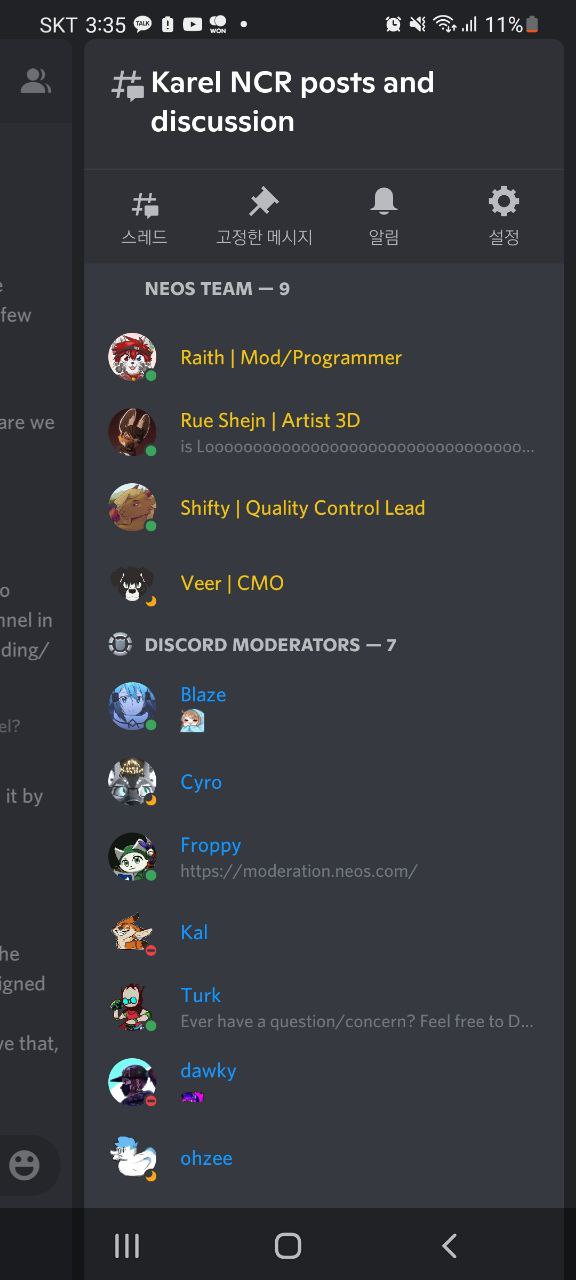 SKT 3:35 TALK WON 11%
Karel NCR posts and
discussion
스레드 고정한 메시지 알림 설정
e
few
are we
o
nnel in
ding/
el?
it by
he
igned
ve that,
NEOS TEAM — 9
Raith | Mod/Programmer
Rue Shejn | Artist 3D
is Looooooooooooooooooooooooooooooooo...
Shifty | Quality Control Lead
Veer | CMO
DISCORD MODERATORS — 7
Blaze
Cyro
Froppy
https://moderation.neos.com/
Kal
Turk
Ever have a question/concern? Feel free to D...
dawky
ohzee